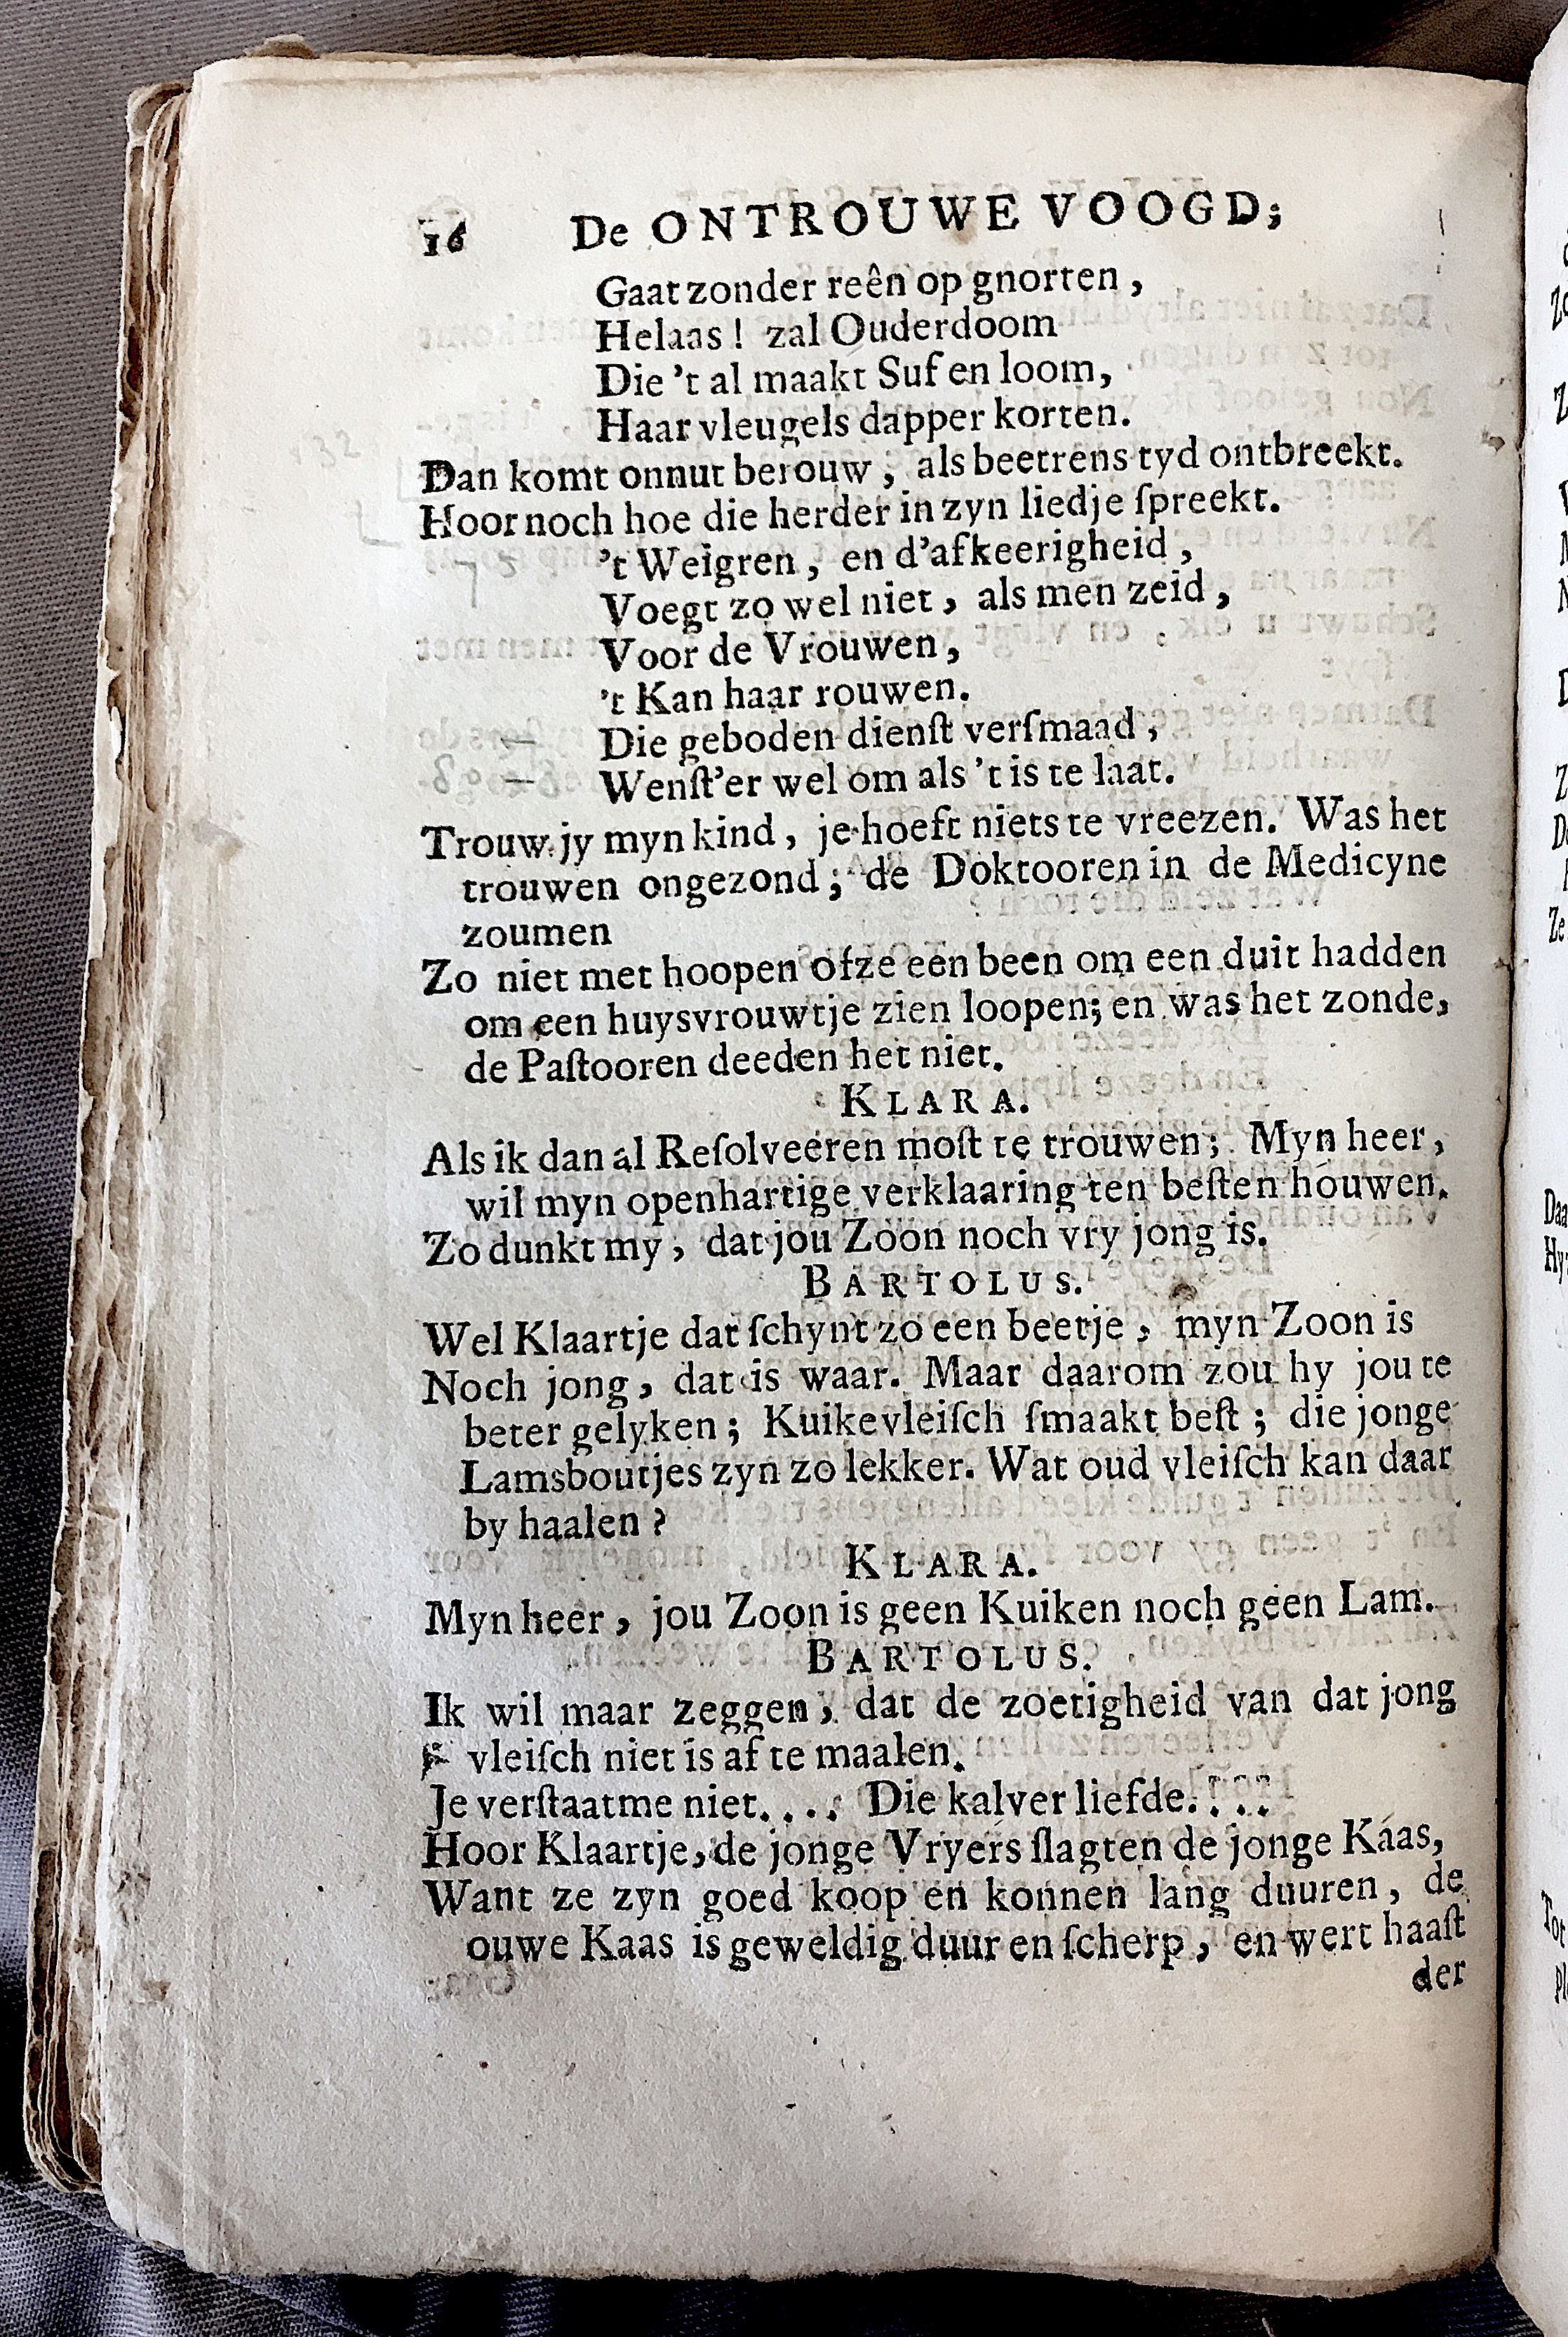 16 De ONTROUWE VOOGD;
Gaat zonder reên op gnorten,
Helaas! zal Ouderdoom
Die 't al maakt Suf en loom,
Haar vleugels dapper korten.
Dan komt onnut berouw, als beetrens tyd ontbreekt.
Hoor noch hoe die herder in zyn liedje ſpreekt.
't Weigren, en d'afkeerigheid,
Voegt zo wel niet, als men zeid,
Voor de Vrouwen,
't Kan haar rouwen.
Die geboden dienſt verſmaad,
Wenſt'er wel om als 't is te laat.
Trouw jy myn kind, je hoeft niets te vreezen. Was het
trouwen ongezond; de Doktooren in de Medicyne
zoumen
Zo niet met hoopen ofze een been om een duit hadden
om een huysvrouwtje zien loopen; en was het zonde,
de Paſtooren deeden het niet.
KLARA.
Als ik dan al Reſolveeren moſt te trouwen; Myn heer,
wil myn openhartige verklaaring ten beſten houwen.
Zo dunkt my, dat jou Zoon noch vry jong is.
BARTOLUS.
Wel Klaartje dat ſchynt zo een beetje, myn Zoon is
Noch jong, dat is waar. Maar daarom zou hy jou te
beter gelyken; Kuikevleiſch ſmaakt beſt; die jonge
Lamsboutjes zyn zo lekker. Wat oud vleiſch kan daar
by haalen?
KLARA.
Myn heer, jou Zoon is geen Kuiken noch geen Lam.
BARTOLUS.
Ik wil maar zeggen, dat de zoetigheid van dat jong
vleiſch niet is af te maalen.
Je verſtaatme niet.... Die kalver liefde....
Hoor Klaartje, de jonge Vryers ſlagten de jonge Kaas,
Want ze zyn goed koop en konnen lang duuren, de
ouwe Kaas is geweldig duur en ſcherp, en wert haaſt
der